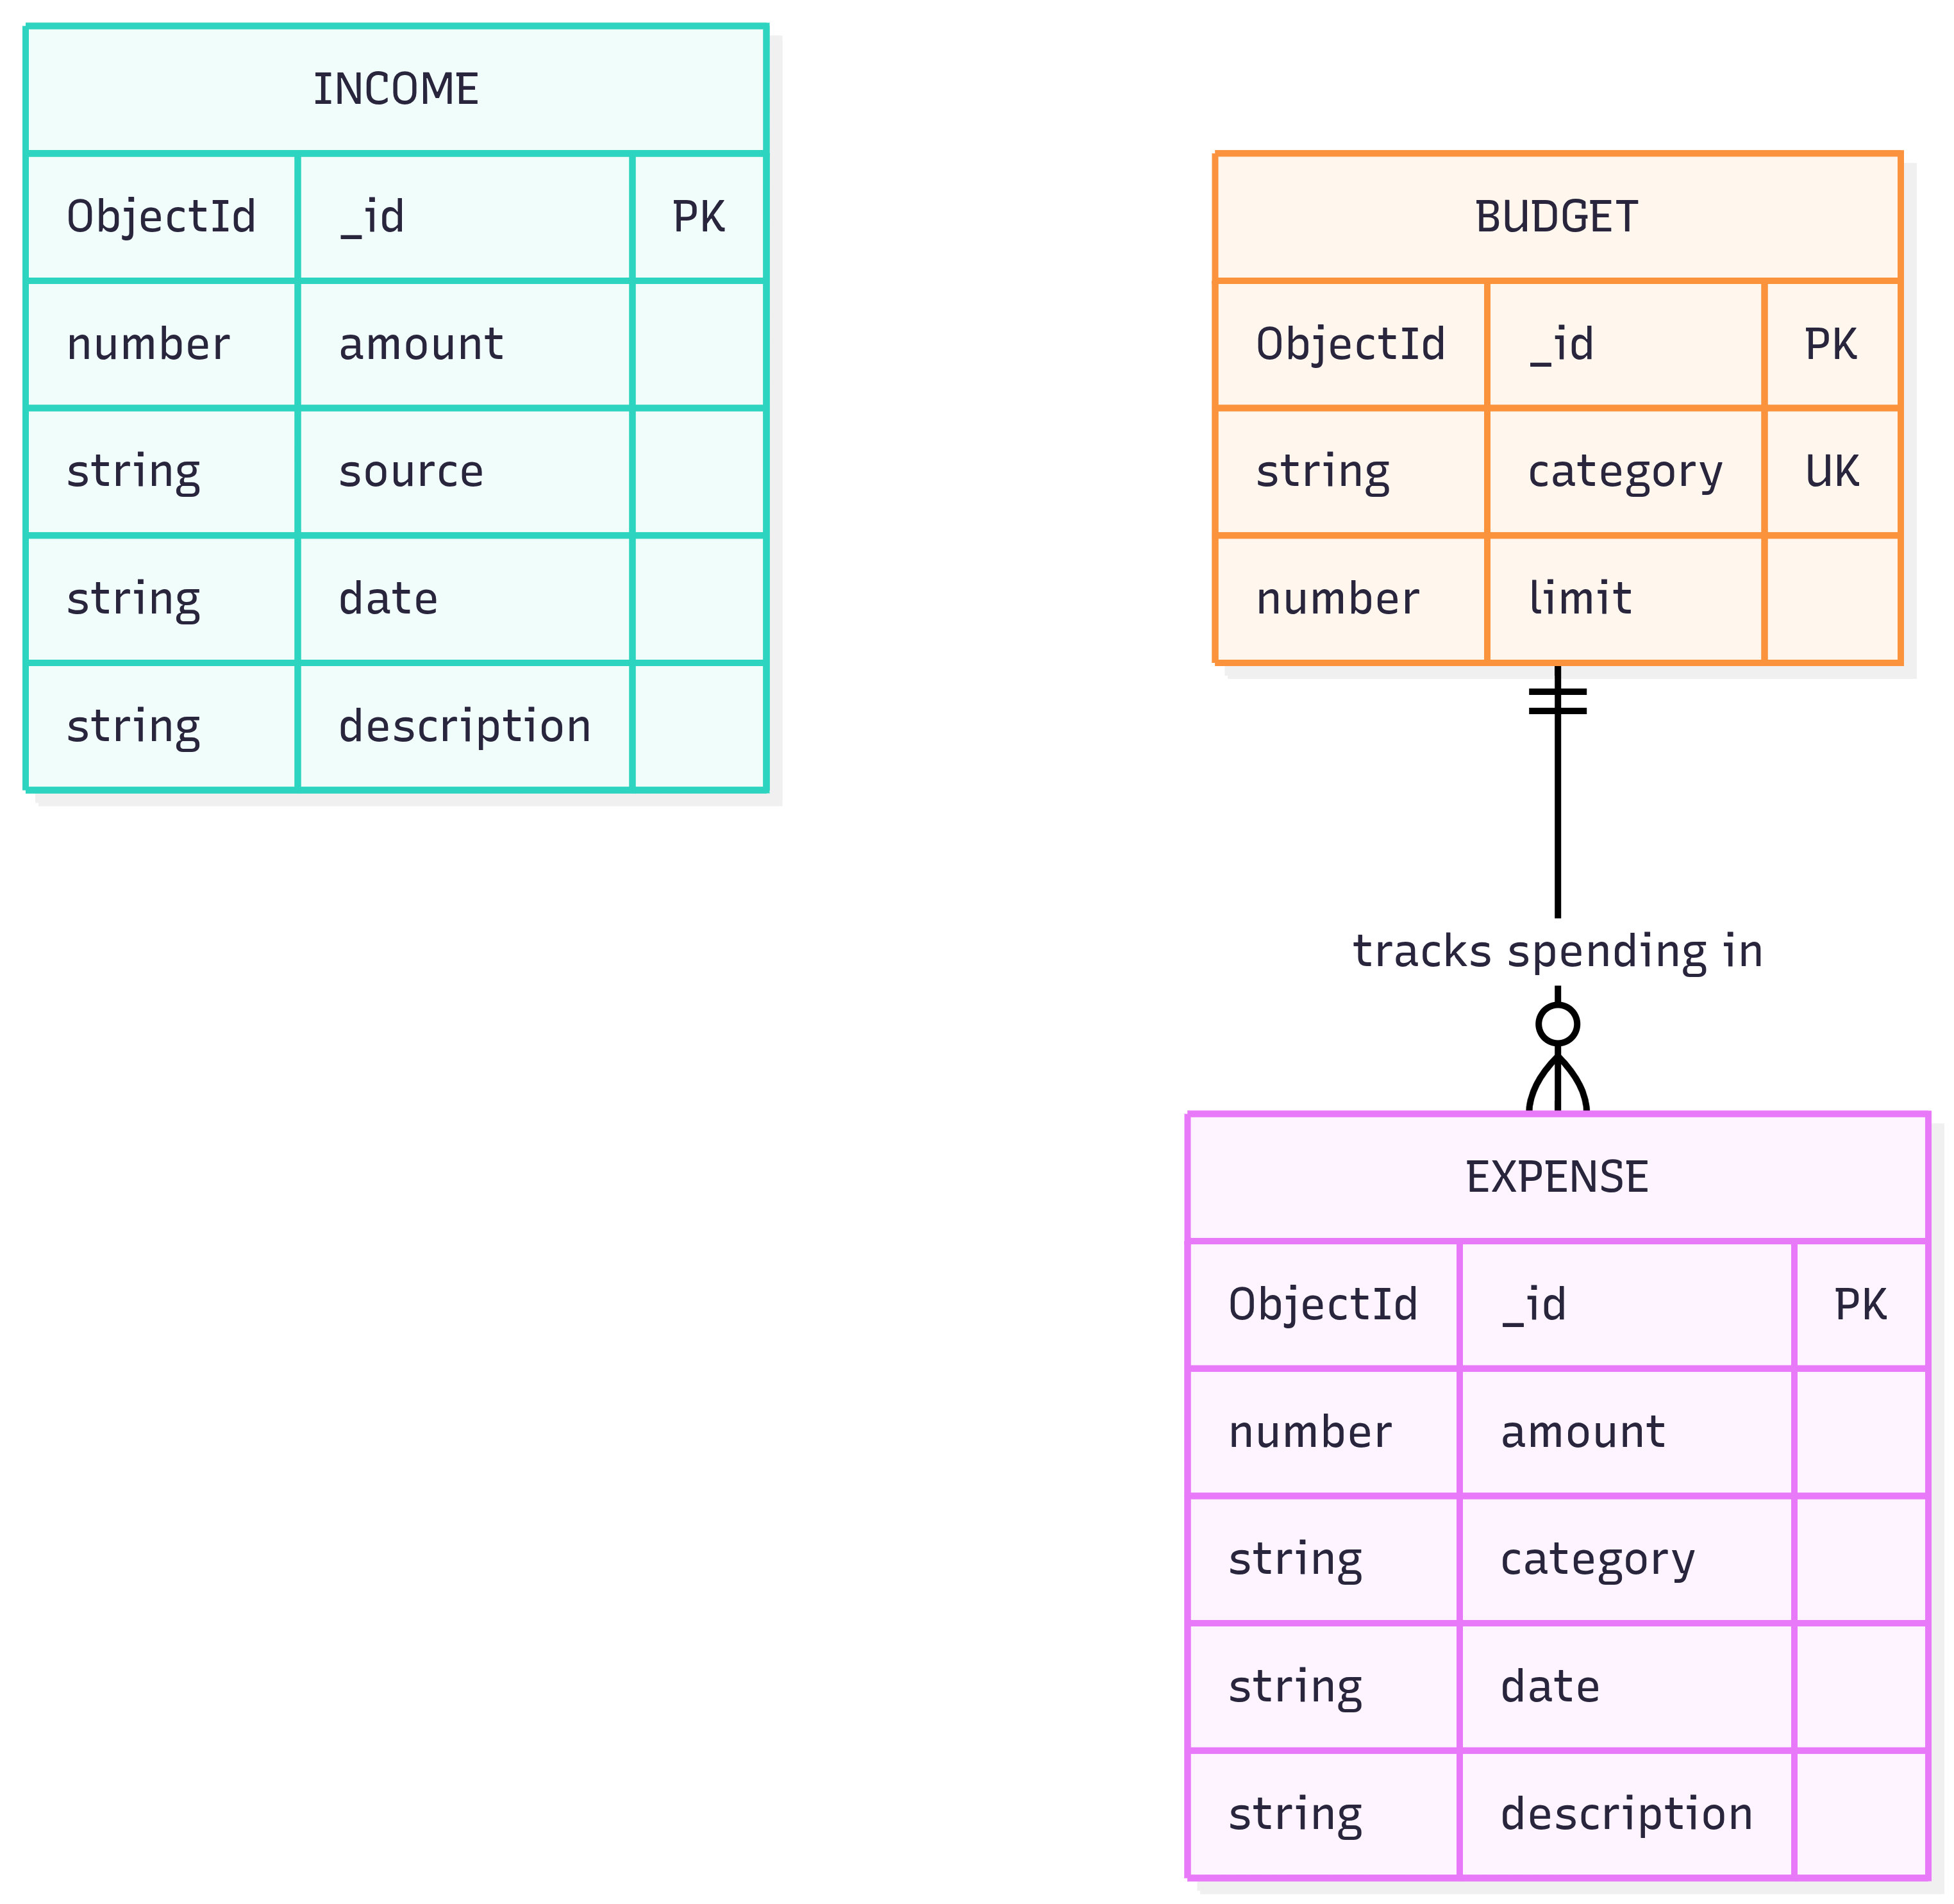 INCOME
ObjectId _id PK
number amount
string source
string date
string description
BUDGET
ObjectId _id PK
string category UK
number limit
tracks spending in
EXPENSE
ObjectId _id PK
number amount
string category
string date
string description